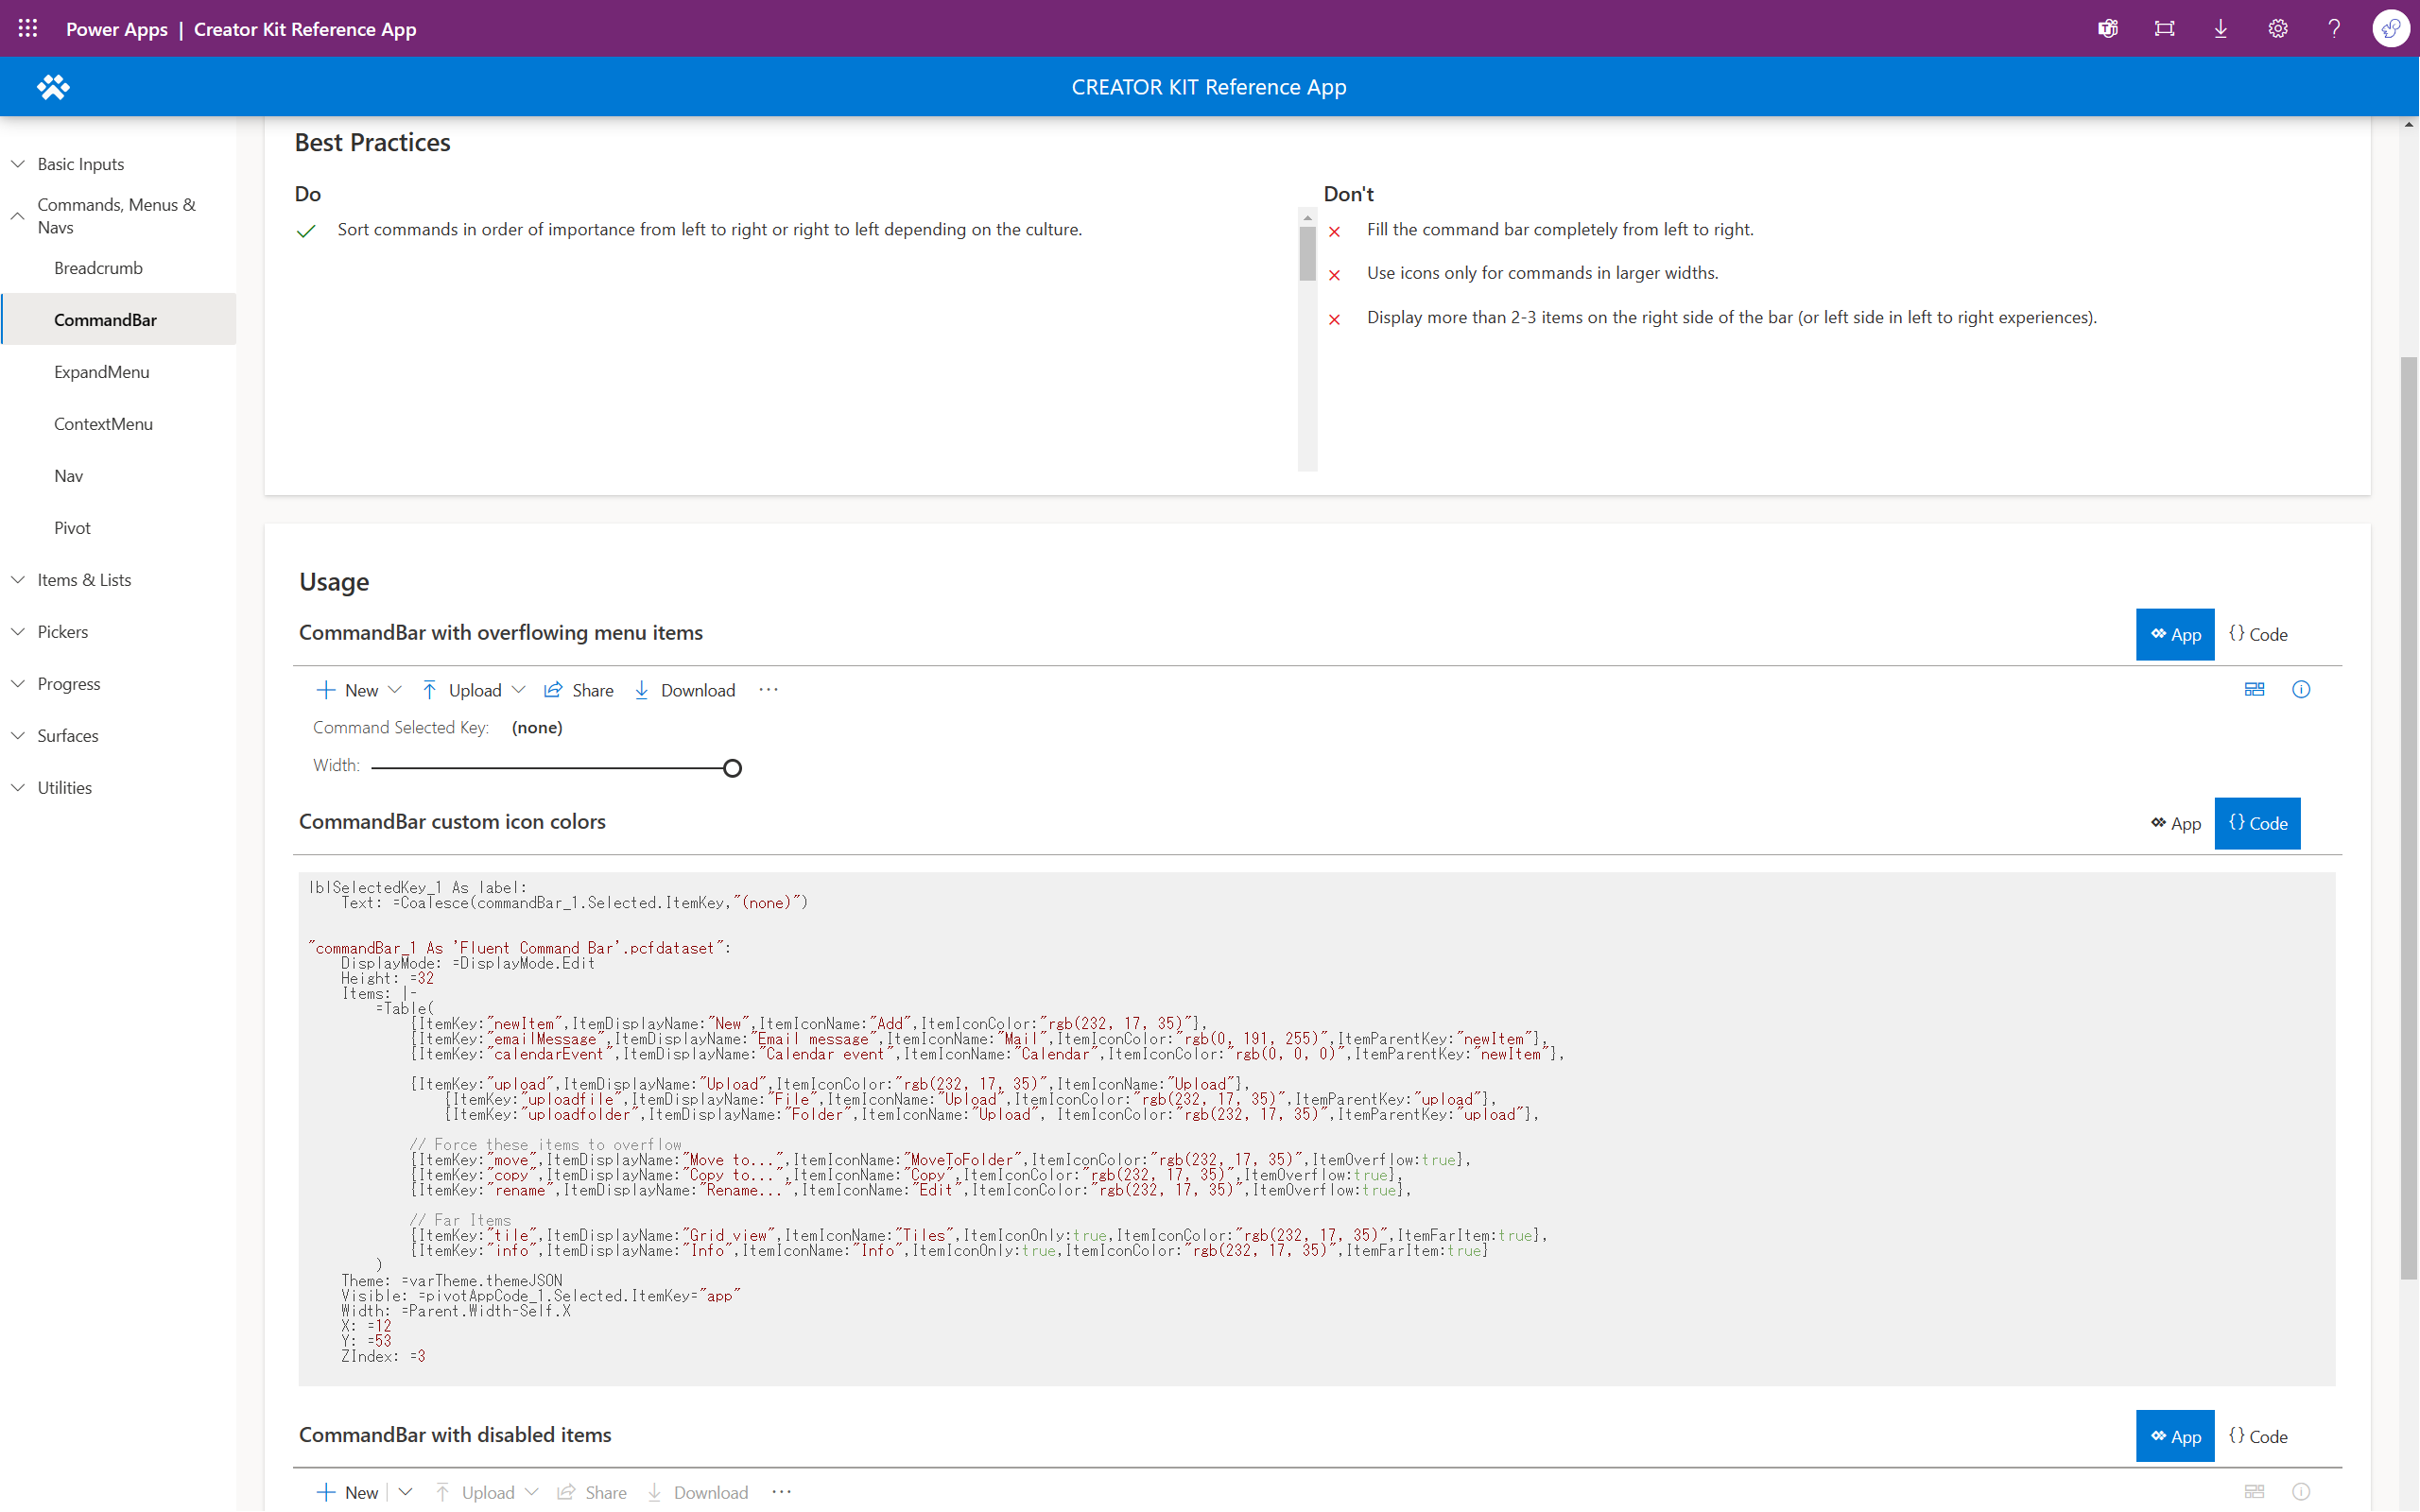 Power Apps | Creator Kit Reference App
CREATOR KIT Reference App
Basic Inputs
Commands, Menus &
Navs
Breadcrumb
CommandBar
ExpandMenu
ContextMenu
Nav
Pivot
Items & Lists
Pickers
Progress
Surfaces
Utilities
Best Practices
Do
Sort commands in order of importance from left to right or right to left depending on the culture.
Don't
Fill the command bar completely from left to right.
Use icons only for commands in larger widths.
Display more than 2-3 items on the right side of the bar (or left side in left to right experiences).
Usage
CommandBar with overflowing menu items
App {} Code
New Upload Share Download ...
Command Selected Key: (none)
Width:
CommandBar custom icon colors
App {} Code
lblSelectedKey_1 As label:
Text: =Coalesce(commandBar_1.Selected.ItemKey,"(none)")
"commandBar_1 As 'Fluent Command Bar'.pcfdataset":
DisplayMode: =DisplayMode.Edit
Height: =32
Items: |-
=Table(
{ItemKey:"newItem",ItemDisplayName:"New",ItemIconName:"Add",ItemIconColor:"rgb(232, 17, 35)"},
{ItemKey:"emailMessage",ItemDisplayName:"Email message",ItemIconName:"Mail",ItemIconColor:"rgb(0, 191, 255)",ItemParentKey:"newItem"},
{ItemKey:"calendarEvent",ItemDisplayName:"Calendar event",ItemIconName:"Calendar",ItemIconColor:"rgb(0, 0, 0)",ItemParentKey:"newItem"},
{ItemKey:"upload",ItemDisplayName:"Upload",ItemIconColor:"rgb(232, 17, 35)",ItemIconName:"Upload"},
{ItemKey:"uploadfile",ItemDisplayName:"File",ItemIconName:"Upload",ItemIconColor:"rgb(232, 17, 35)",ItemParentKey:"upload"},
{ItemKey:"uploadfolder",ItemDisplayName:"Folder",ItemIconName:"Upload", ItemIconColor:"rgb(232, 17, 35)",ItemParentKey:"upload"},
// Force these items to overflow
{ItemKey:"move",ItemDisplayName:"Move to...",ItemIconName:"MoveToFolder",ItemIconColor:"rgb(232, 17, 35)",ItemOverflow:true},
{ItemKey:"copy",ItemDisplayName:"Copy to...",ItemIconName:"Copy",ItemIconColor:"rgb(232, 17, 35)",ItemOverflow:true},
{ItemKey:"rename",ItemDisplayName:"Rename...",ItemIconName:"Edit",ItemIconColor:"rgb(232, 17, 35)",ItemOverflow:true},
// Far Items
{ItemKey:"tile",ItemDisplayName:"Grid view",ItemIconName:"Tiles",ItemIconOnly:true,ItemIconColor:"rgb(232, 17, 35)",ItemFarItem:true},
{ItemKey:"info",ItemDisplayName:"Info",ItemIconName:"Info",ItemIconOnly:true,ItemIconColor:"rgb(232, 17, 35)",ItemFarItem:true}
)
Theme: =varTheme.themeJSON
Visible: =pivotAppCode_1.Selected.ItemKey="app"
Width: =Parent.Width-Self.X
X: =12
Y: =53
ZIndex: =3
CommandBar with disabled items
App {} Code
New Upload Share Download ...